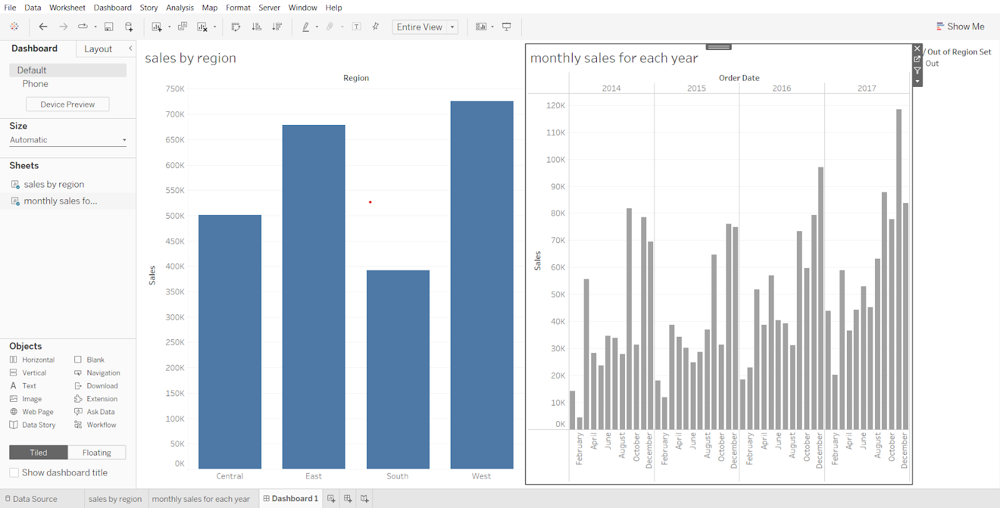 File Data Worksheet Dashboard Story Analysis Map Format Server Window Help
Entire View
Show Me
Dashboard
Layout
Default
Phone
Device Preview
Size
Automatic
Sheets
sales by region
monthly sales fo...
Objects
Horizontal
Blank
Vertical
Navigation
Text
Download
Image
Extension
Web Page
Ask Data
Data Story
Workflow
Tiled
Floating
Show dashboard title
sales by region
Region
750K
700K
650K
600K
550K
500K
450K
400K
350K
300K
250K
200K
150K
100K
50K
0K
Sales
Central East South West
monthly sales for each year
Order Date
2014 2015 2016 2017
120K
110K
100K
90K
80K
70K
60K
50K
40K
30K
20K
10K
0K
Sales
February April June August October December February April June August October December February April June August October December February April June August October December
/ Out of Region Set
Out
Data Source
sales by region
monthly sales for each year
Dashboard 1